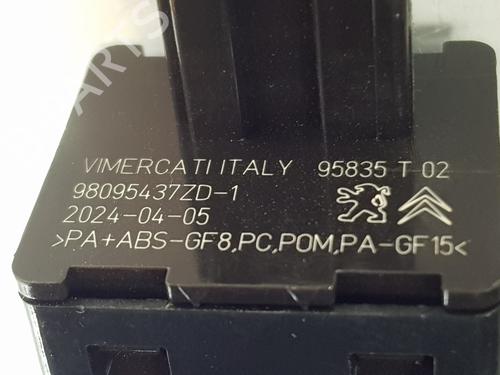 VIMERCATI ITALY 95835 T 02
98095437ZD-1
2024-04-05
>PA+ABS-GF8,PC,POM,PA-GF15<